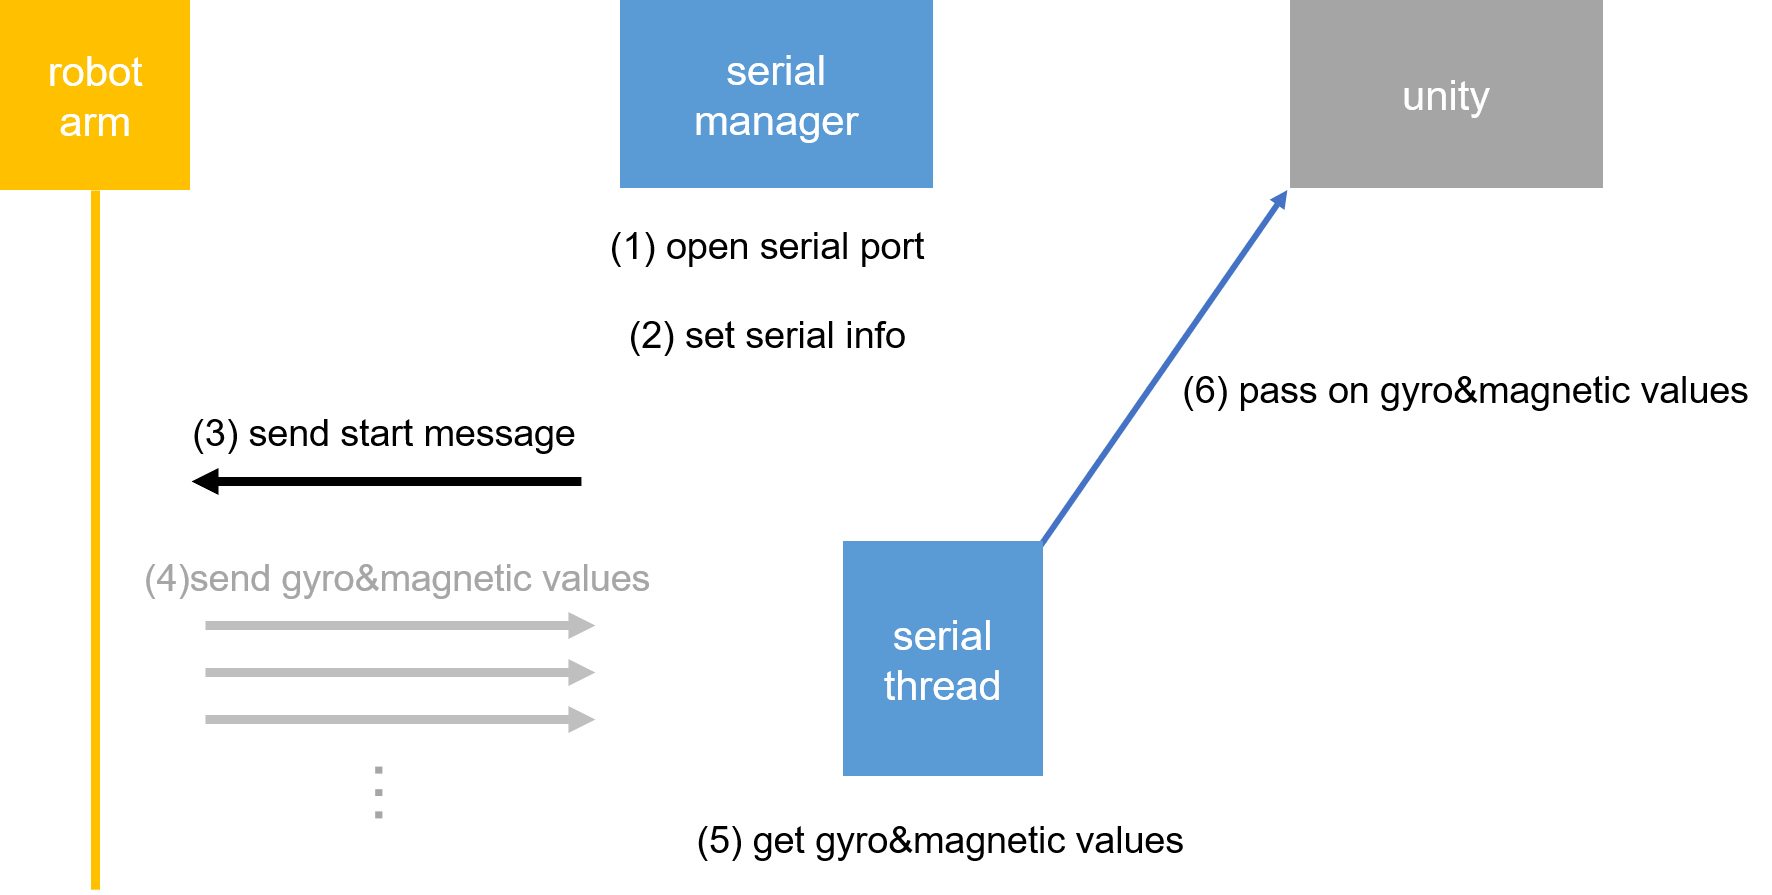 robot
arm
serial
manager
unity
(1) open serial port
(2) set serial info
(3) send start message
(6) pass on gyro&magnetic values
(4)send gyro&magnetic values
serial
thread
(5) get gyro&magnetic values